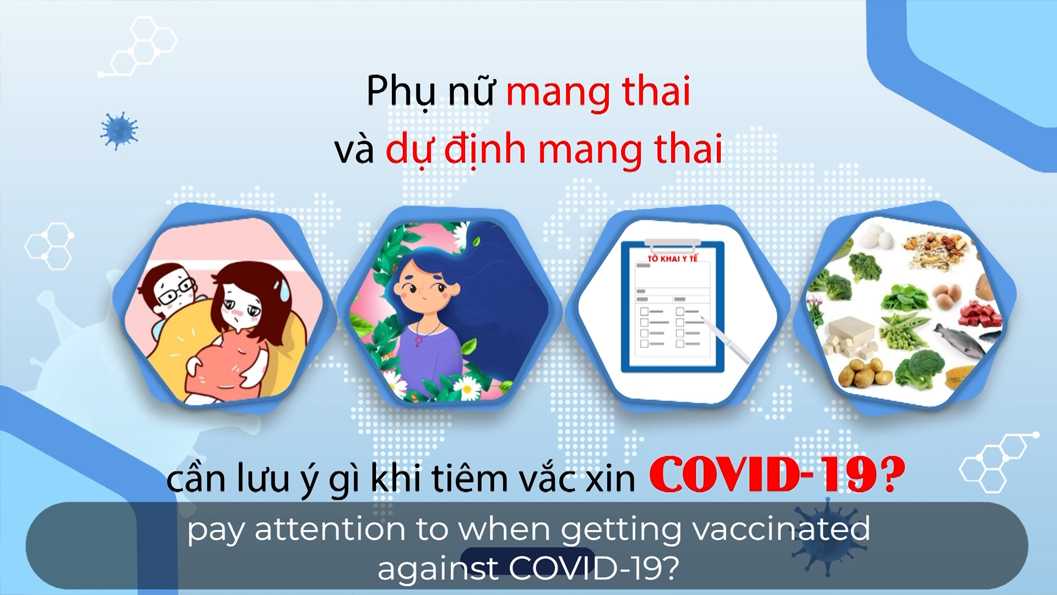 Phụ nữ mang thai
và dự định mang thai
TỜ KHAI Y TẾ
cần lưu ý gì khi tiêm vắc xin COVID-19?
pay attention to when getting vaccinated
against COVID-19?